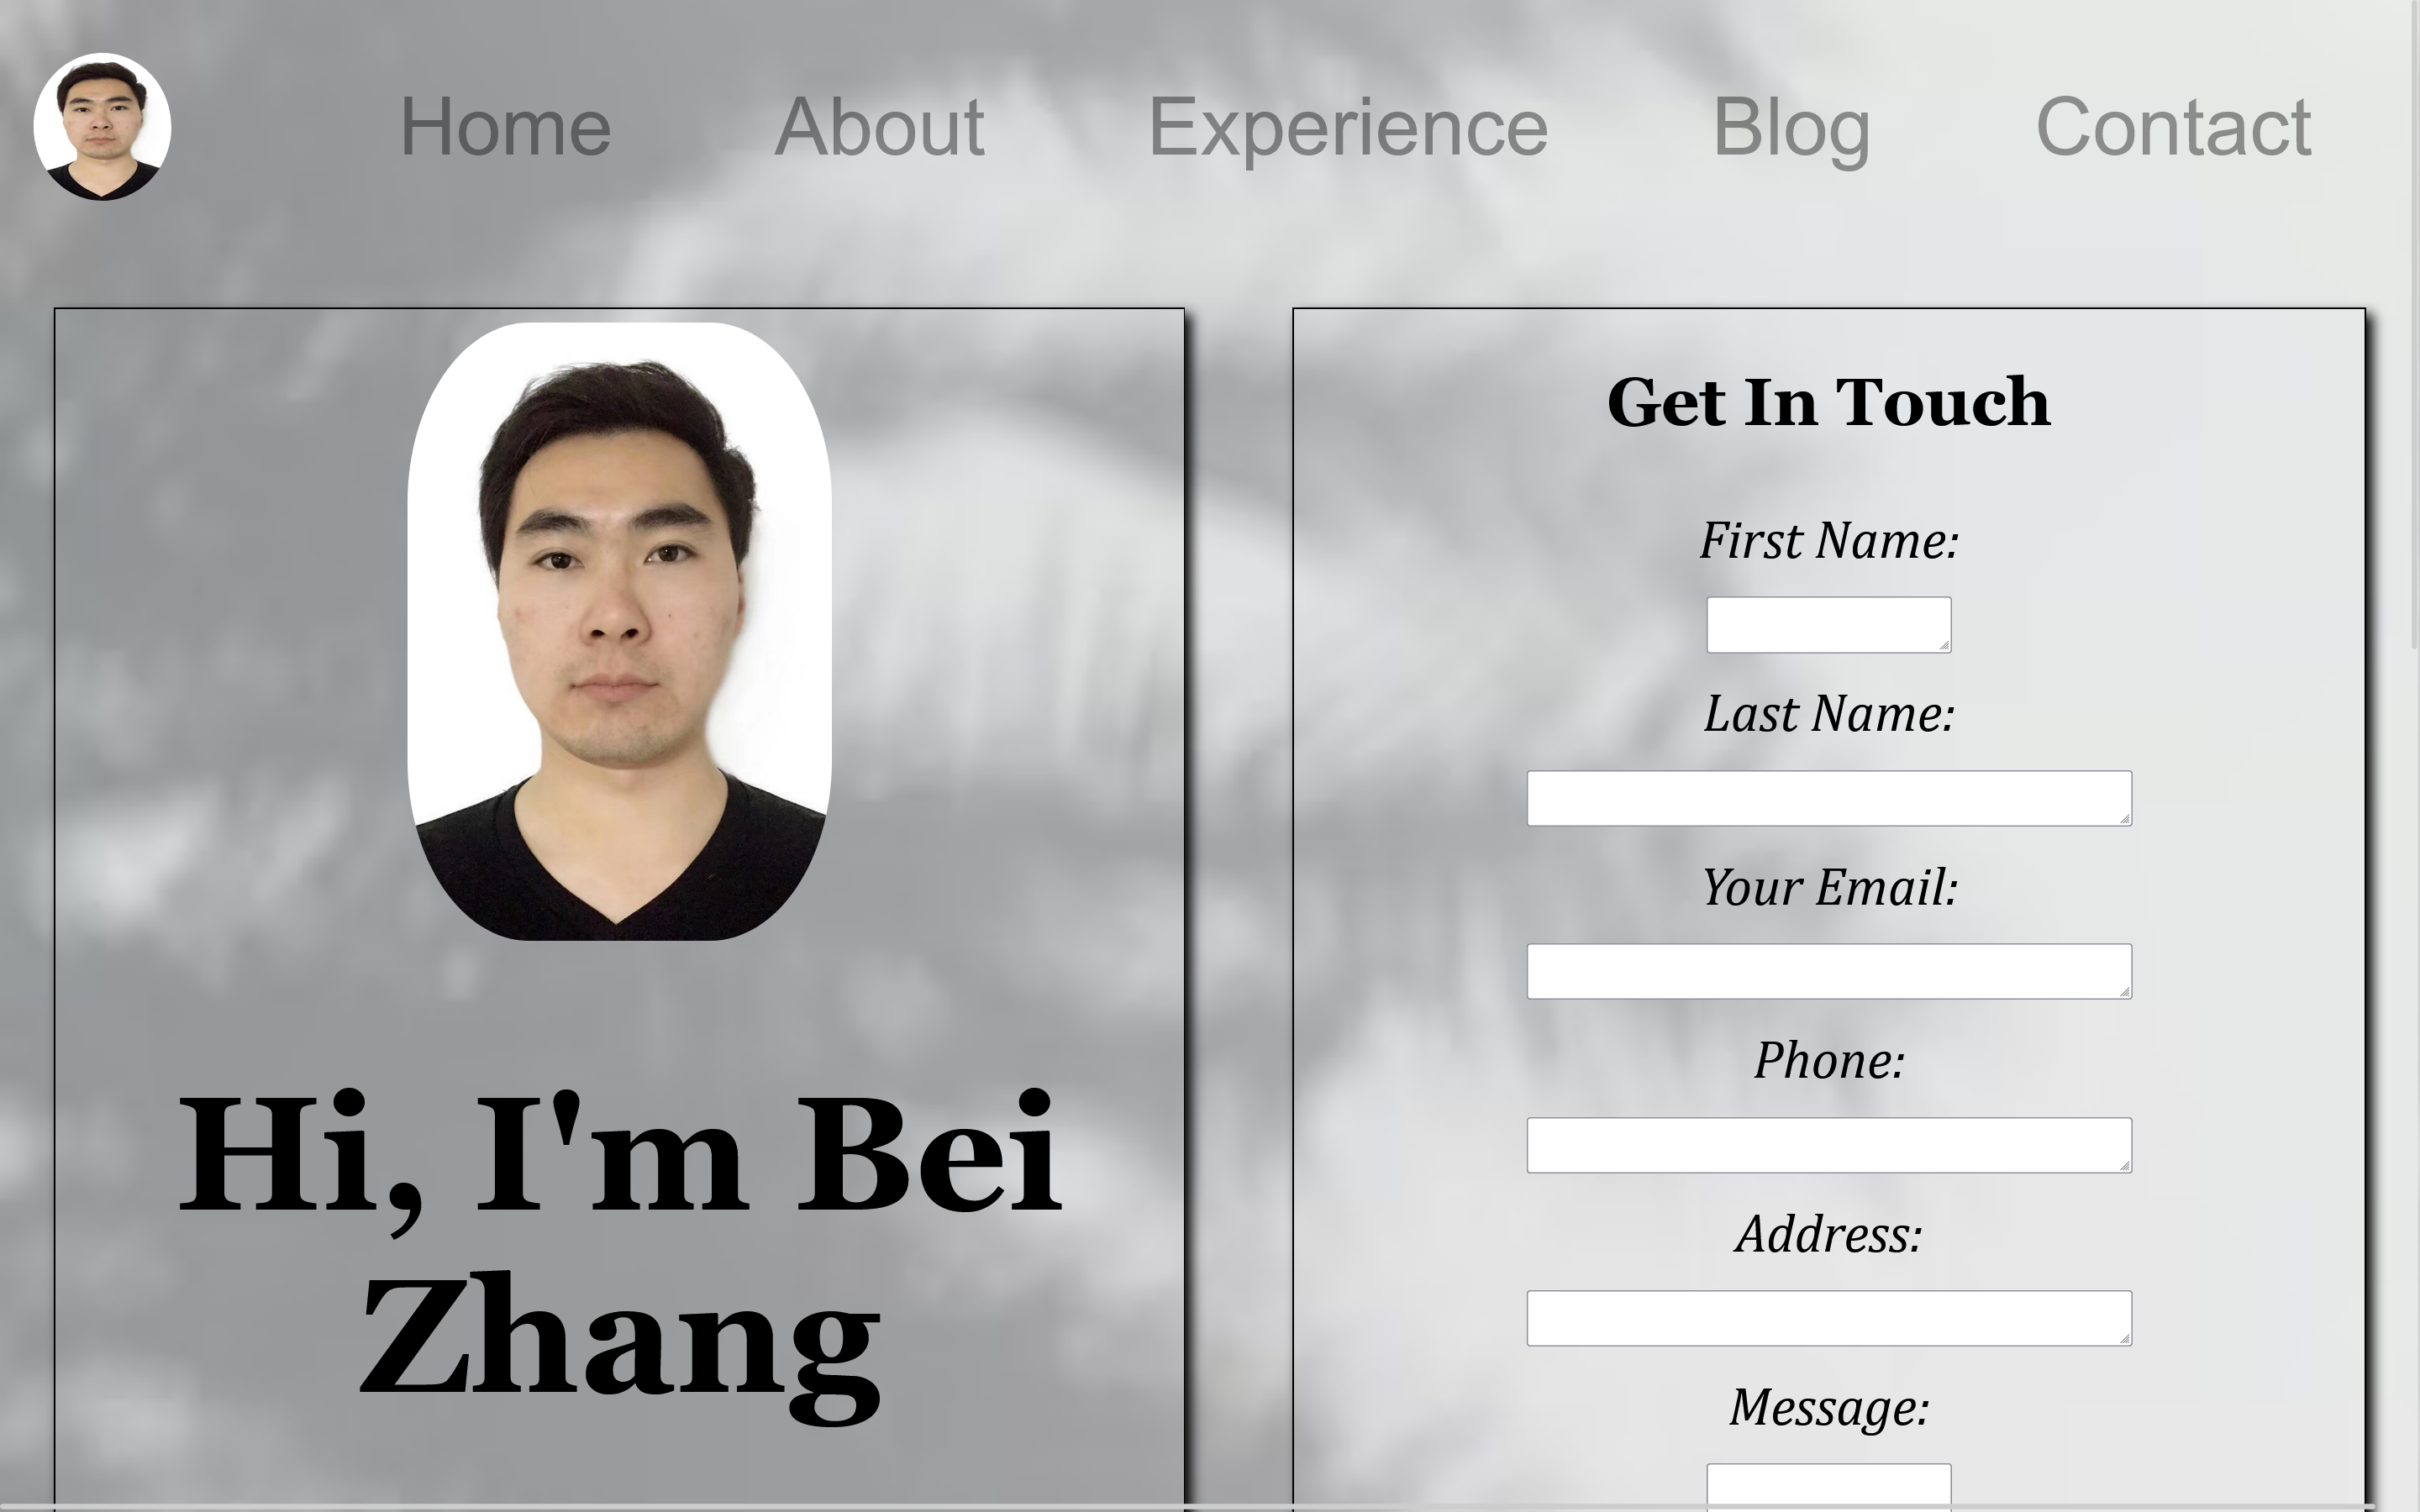 Home
About
Experience
Blog
Contact
Hi, I'm Bei
Zhang
Get In Touch
First Name:
Last Name:
Your Email:
Phone:
Address:
Message: